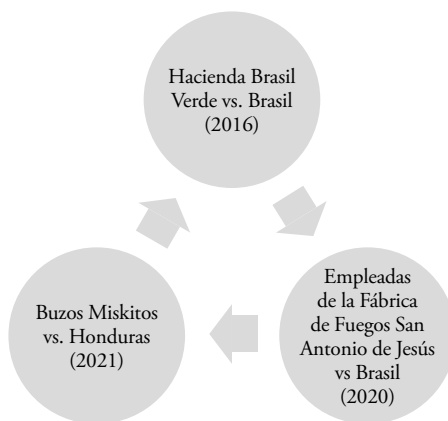 Hacienda Brasil
Verde vs. Brasil
(2016)
Empleadas
de la Fábrica
de Fuegos San
Antonio de Jesús
vs Brasil
(2020)
Buzos Miskitos
vs. Honduras
(2021)